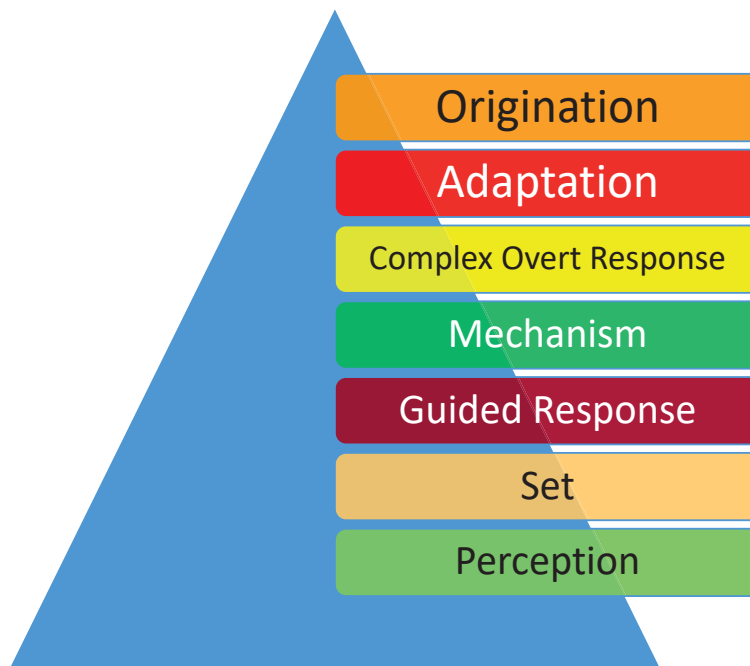 Origination
Adaptation
Complex Overt Response
Mechanism
Guided Response
Set
Perception